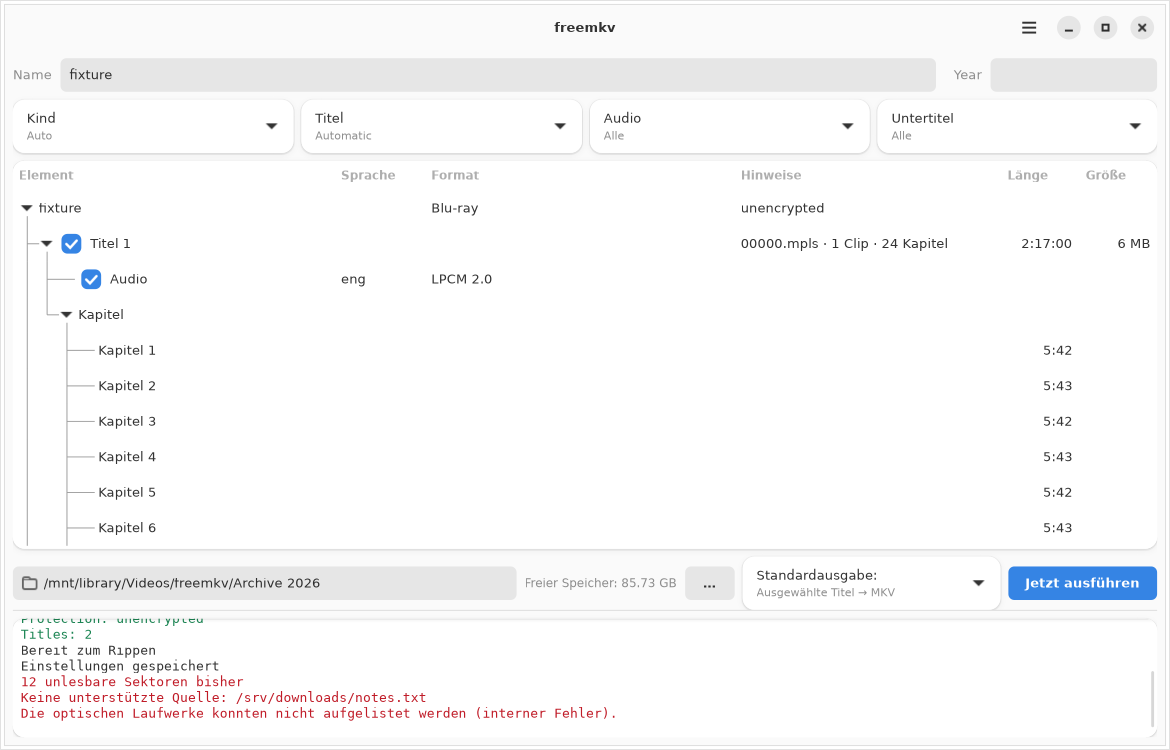 freemkv
Name fixture Year
Kind Titel Audio Untertitel
Auto Automatic Alle Alle
Element Sprache Format Hinweise Länge Größe
fixture Blu-ray unencrypted
Titel 1 00000.mpls · 1 Clip · 24 Kapitel 2:17:00 6 MB
Audio eng LPCM 2.0
Kapitel
Kapitel 1 5:42
Kapitel 2 5:43
Kapitel 3 5:42
Kapitel 4 5:43
Kapitel 5 5:42
Kapitel 6 5:43
/mnt/library/Videos/freemkv/Archive 2026 Freier Speicher: 85.73 GB ... Standardausgabe: Jetzt ausführen
Ausgewählte Titel → MKV
Protection: unencrypted
Titles: 2
Bereit zum Rippen
Einstellungen gespeichert
12 unlesbare Sektoren bisher
Keine unterstützte Quelle: /srv/downloads/notes.txt
Die optischen Laufwerke konnten nicht aufgelistet werden (interner Fehler).